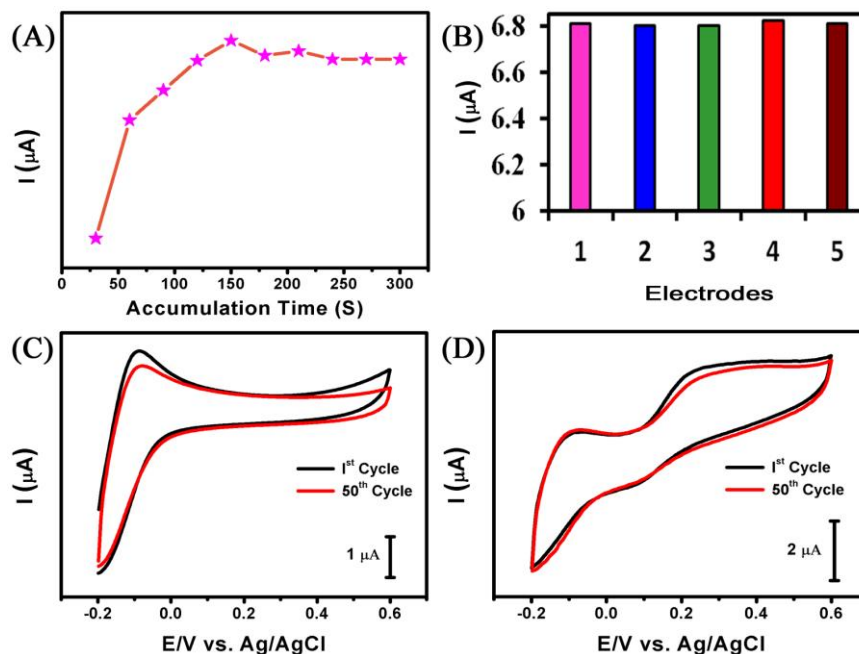 (A)
I (µA)
0 50 100 150 200 250 300
Accumulation Time (S)
(B)
I (µA)
6.8
6.6
6.4
6.2
6
1 2 3 4 5
Electrodes
(C)
I (µA)
I st Cycle
50th Cycle
1 µA
-0.2 0.0 0.2 0.4 0.6
E/V vs. Ag/AgCl
(D)
I (µA)
I st Cycle
50th Cycle
2 µA
-0.2 0.0 0.2 0.4 0.6
E/V vs. Ag/AgCl